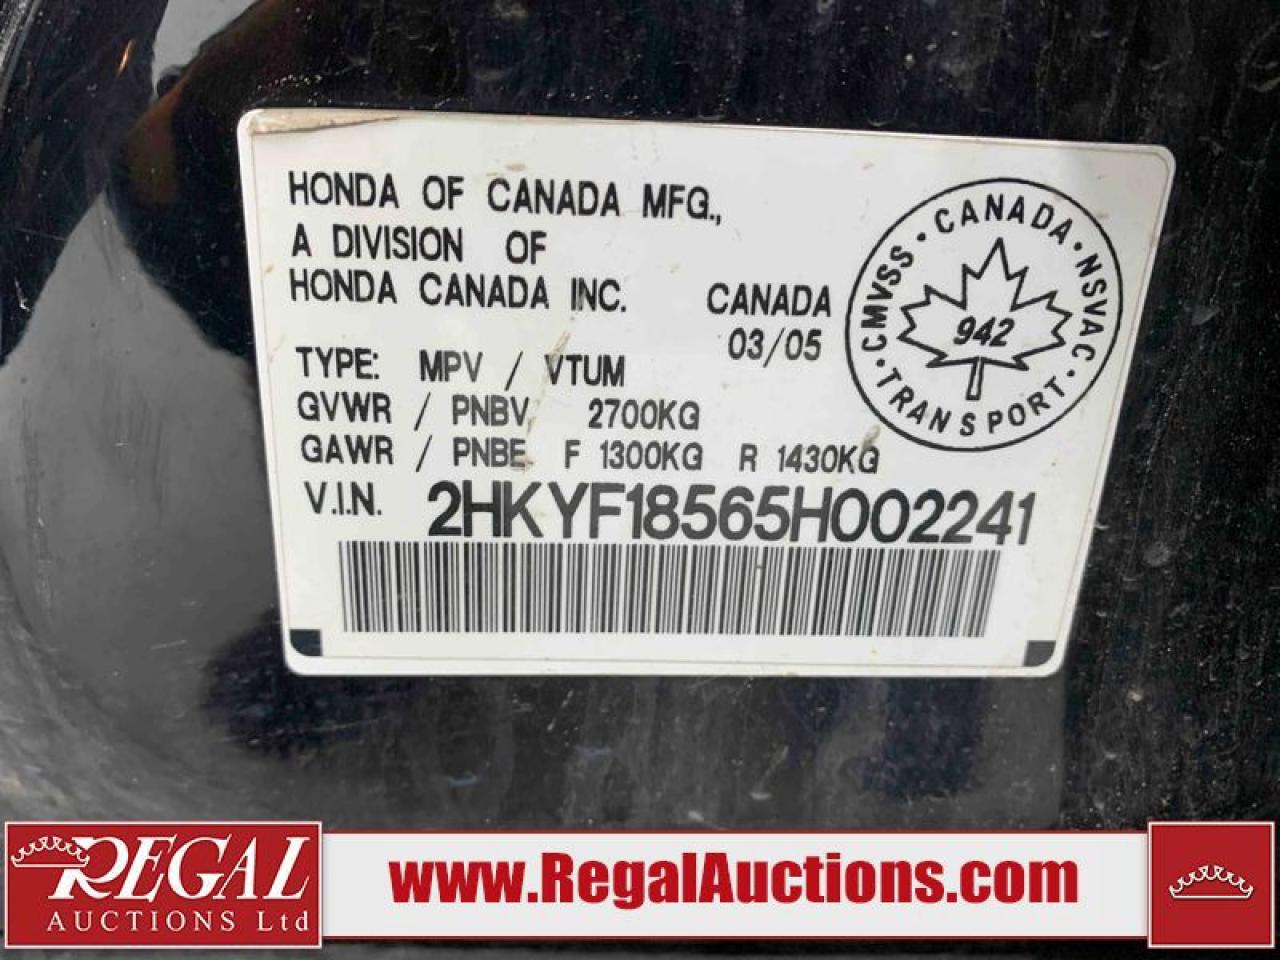 HONDA OF CANADA MFG.,
A DIVISION OF
HONDA CANADA INC. CANADA
03/05
TYPE: MPV / VTUM
GVWR / PNBV 2700KG
GAWR / PNBE F 1300KG R 1430KG
V.I.N. 2HKYF18565H002241
CMVSS • CANADA • NSVAC • TRANSPORT •
942
REGAL
AUCTIONS Ltd
www.RegalAuctions.com